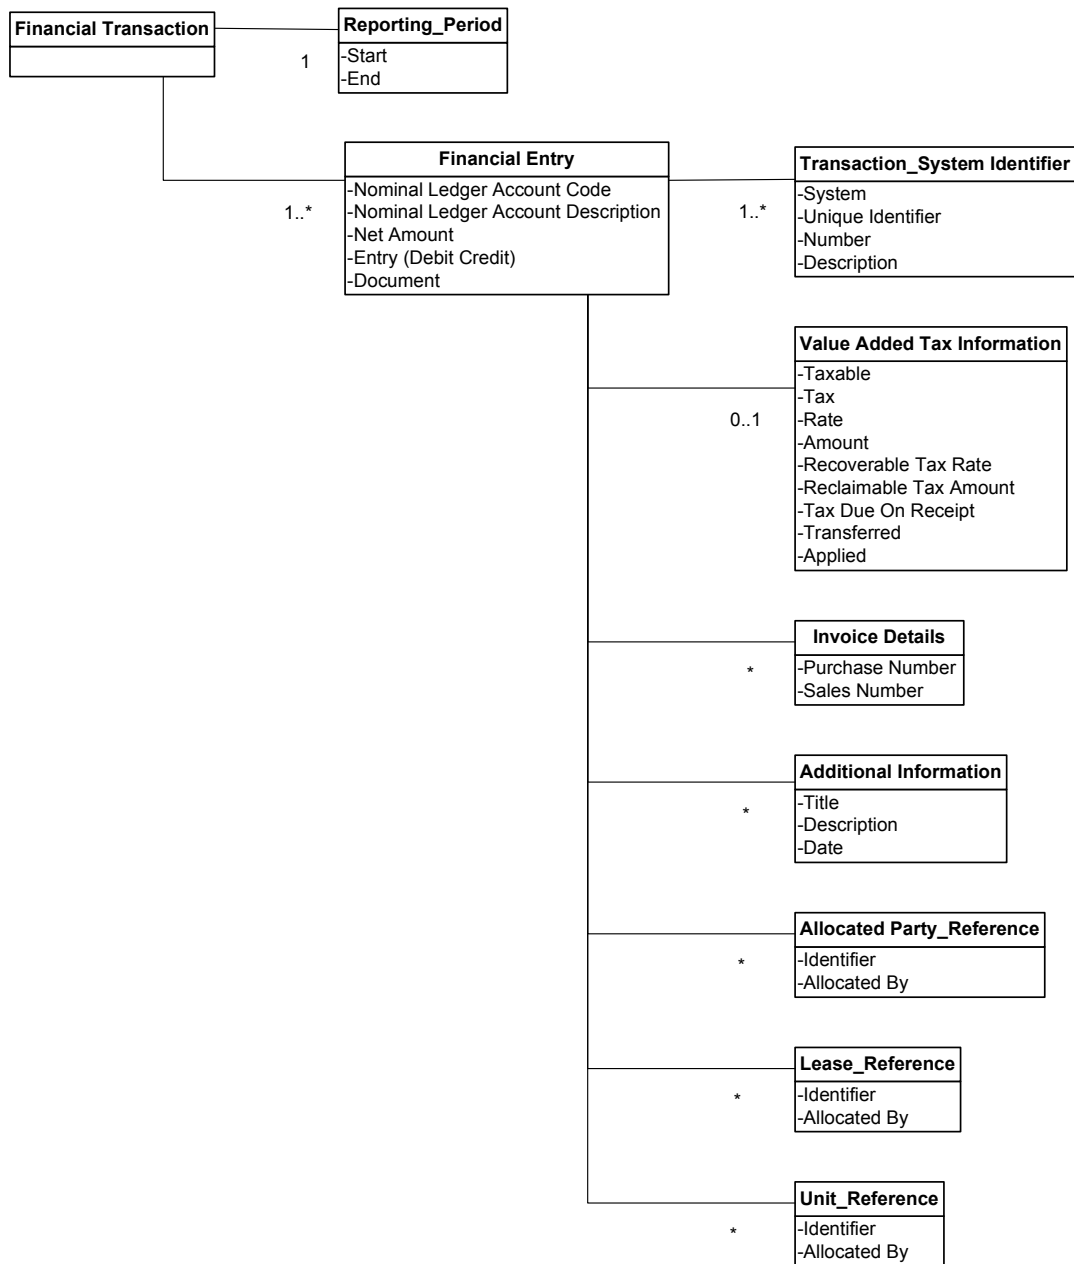 Financial Transaction
Reporting_Period
-Start
-End
1
Financial Entry
-Nominal Ledger Account Code
-Nominal Ledger Account Description
-Net Amount
-Entry (Debit Credit)
-Document
1..*
Transaction_System Identifier
-System
-Unique Identifier
-Number
-Description
1..*
Value Added Tax Information
-Taxable
-Tax
-Rate
-Amount
-Recoverable Tax Rate
-Reclaimable Tax Amount
-Tax Due On Receipt
-Transferred
-Applied
0..1
Invoice Details
-Purchase Number
-Sales Number
*
Additional Information
-Title
-Description
-Date
*
Allocated Party_Reference
-Identifier
-Allocated By
*
Lease_Reference
-Identifier
-Allocated By
*
Unit_Reference
-Identifier
-Allocated By
*